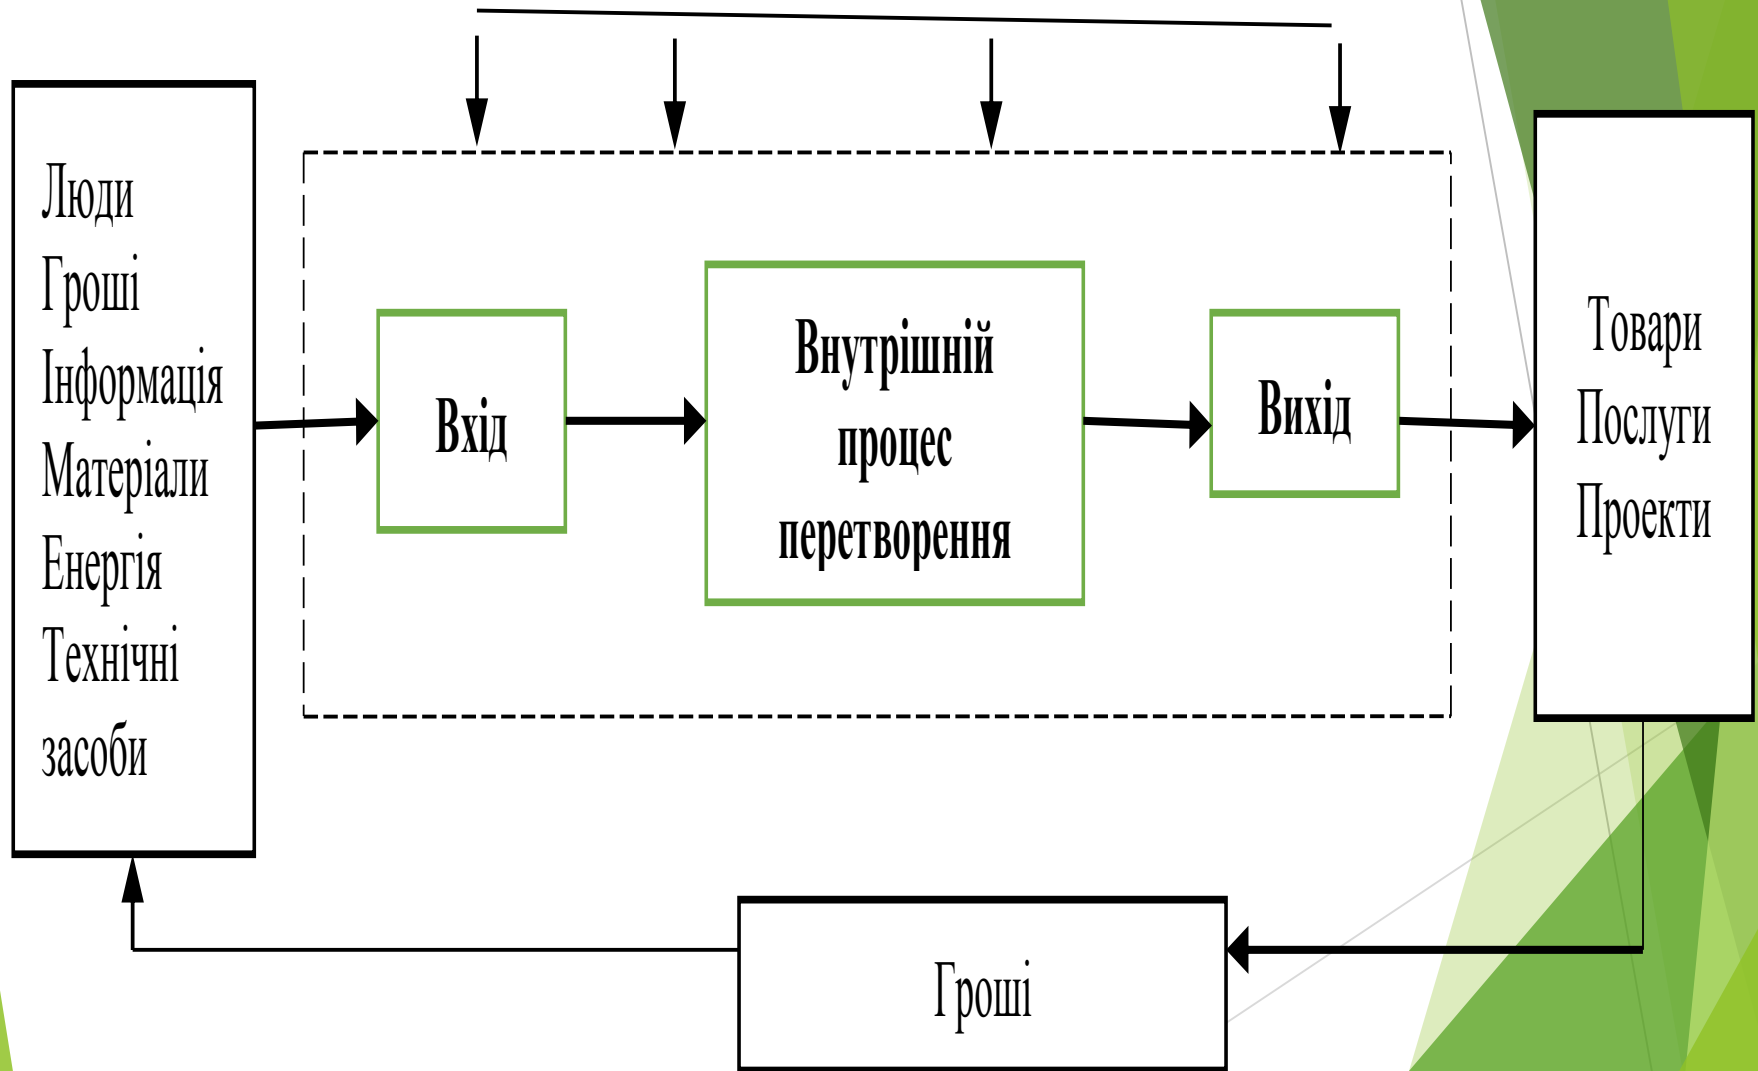 Люди
Гроші
Інформація
Матеріали
Енергія
Технічні
засоби
Вхід
Внутрішній
процес
перетворення
Вихід
Товари
Послуги
Проекти
Гроші